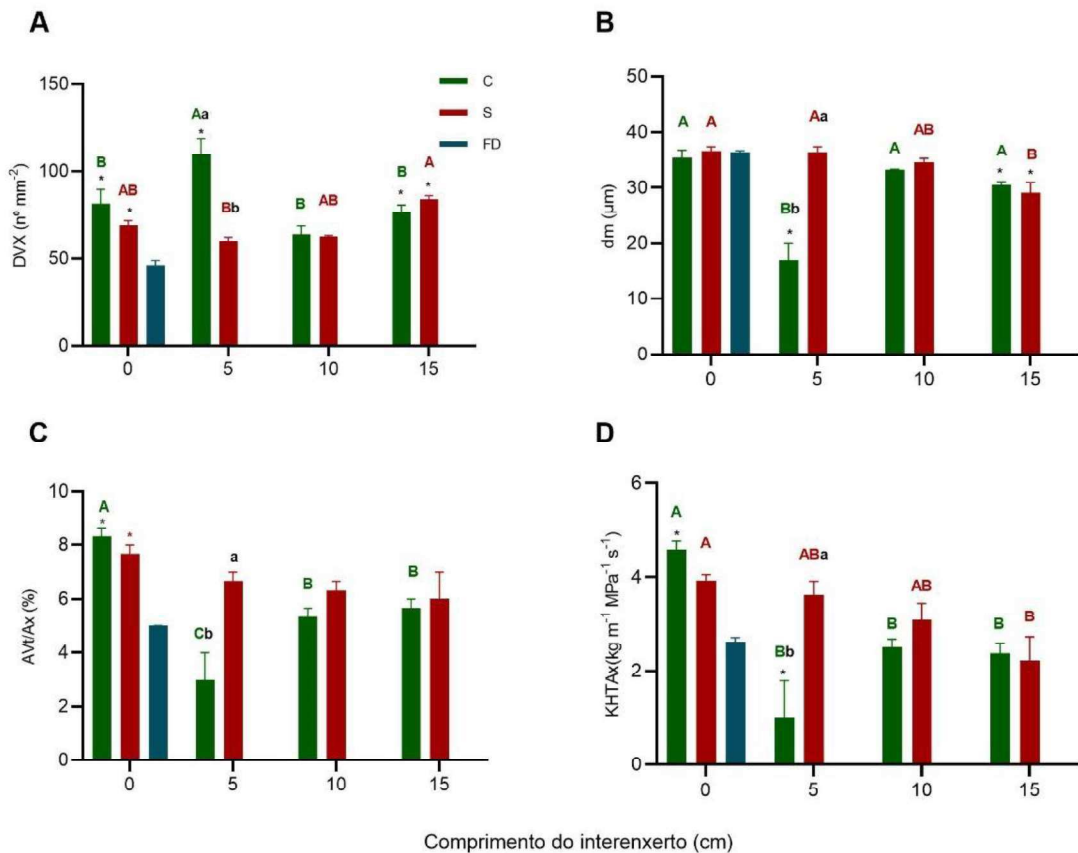 A
150
100
50
0
DVX (nº mm-2)
B
*
AB
*
Aa
*
Bb
B
AB
B
*
A
*
C
S
FD
0 5 10 15
B
50
40
30
20
10
0
dm (µm)
A
A
Bb
*
Aa
A
AB
A
*
B
*
0 5 10 15
C
10
8
6
4
2
0
AVt/Ax (%)
A
*
*
Cb
a
B
B
0 5 10 15
D
6
4
2
0
KHTAx(kg m-1 MPa-1 s-1)
A
*
A
Bb
*
ABa
B
AB
B
B
0 5 10 15
Comprimento do interenxerto (cm)